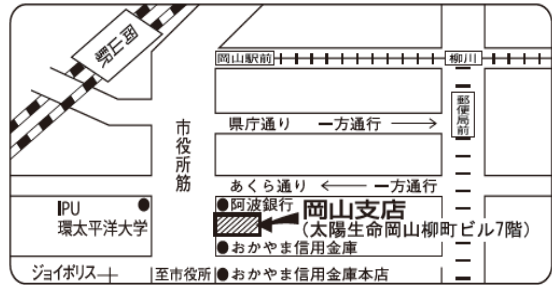 岡山駅
岡山駅前
柳川
郵便局前
市役所筋
県庁通り 一方通行
あくら通り 一方通行
IPU
環太平洋大学
阿波銀行
岡山支店
(太陽生命岡山柳町ビル7階)
おかやま信用金庫
ジョイポリス
至市役所
おかやま信用金庫本店